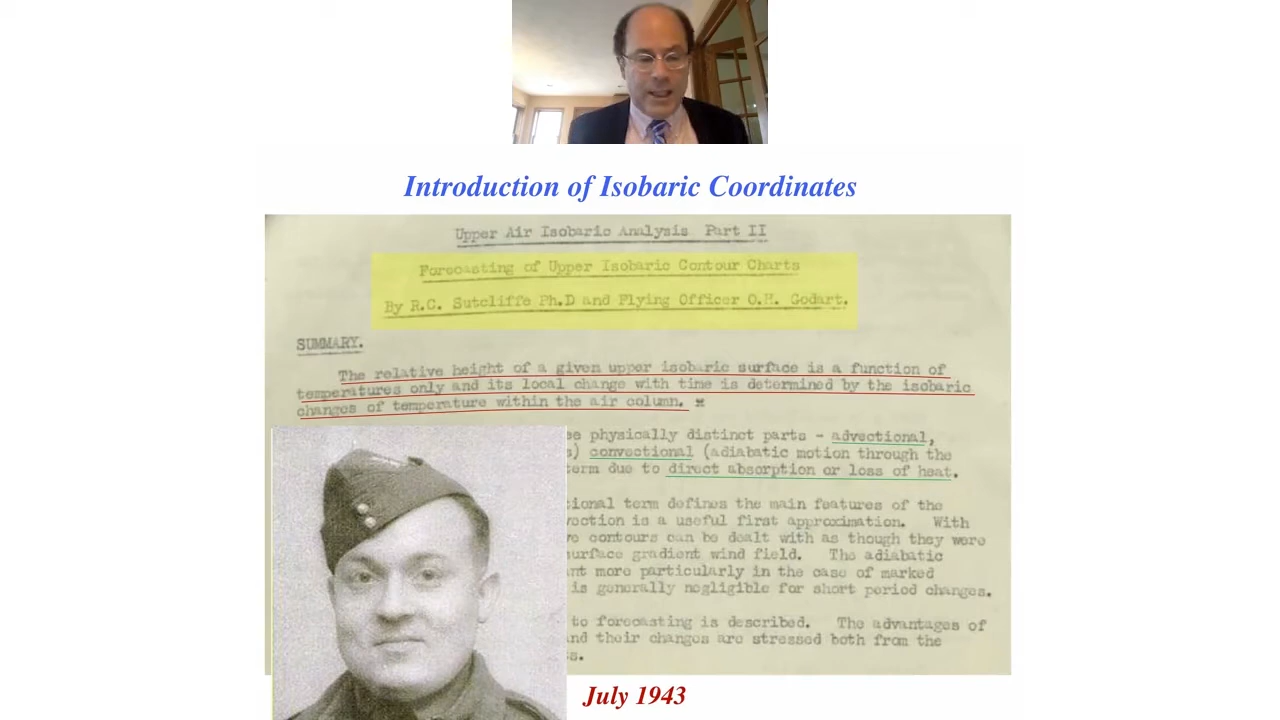 Introduction of Isobaric Coordinates
Upper Air Isobaric Analysis Part II
Forecasting of Upper Isobaric Contour Charts
By R.C. Sutcliffe Ph.D and Flying Officer O.H. Godart.
SUMMARY.
The relative height of a given upper isobaric surface is a function of
temperatures only and its local change with time is determined by the isobaric
changes of temperature within the air column. *
ee physically distinct parts - advectional,
s) convectional (adiabatic motion through the
term due to direct absorption or loss of heat.
tional term defines the main features of the
vection is a useful first approximation. With
ve contours can be dealt with as though they were
surface gradient wind field. The adiabatic
nt more particularly in the case of marked
is generally negligible for short period changes.
to forecasting is described. The advantages of
nd their changes are stressed both from the
s.
July 1943